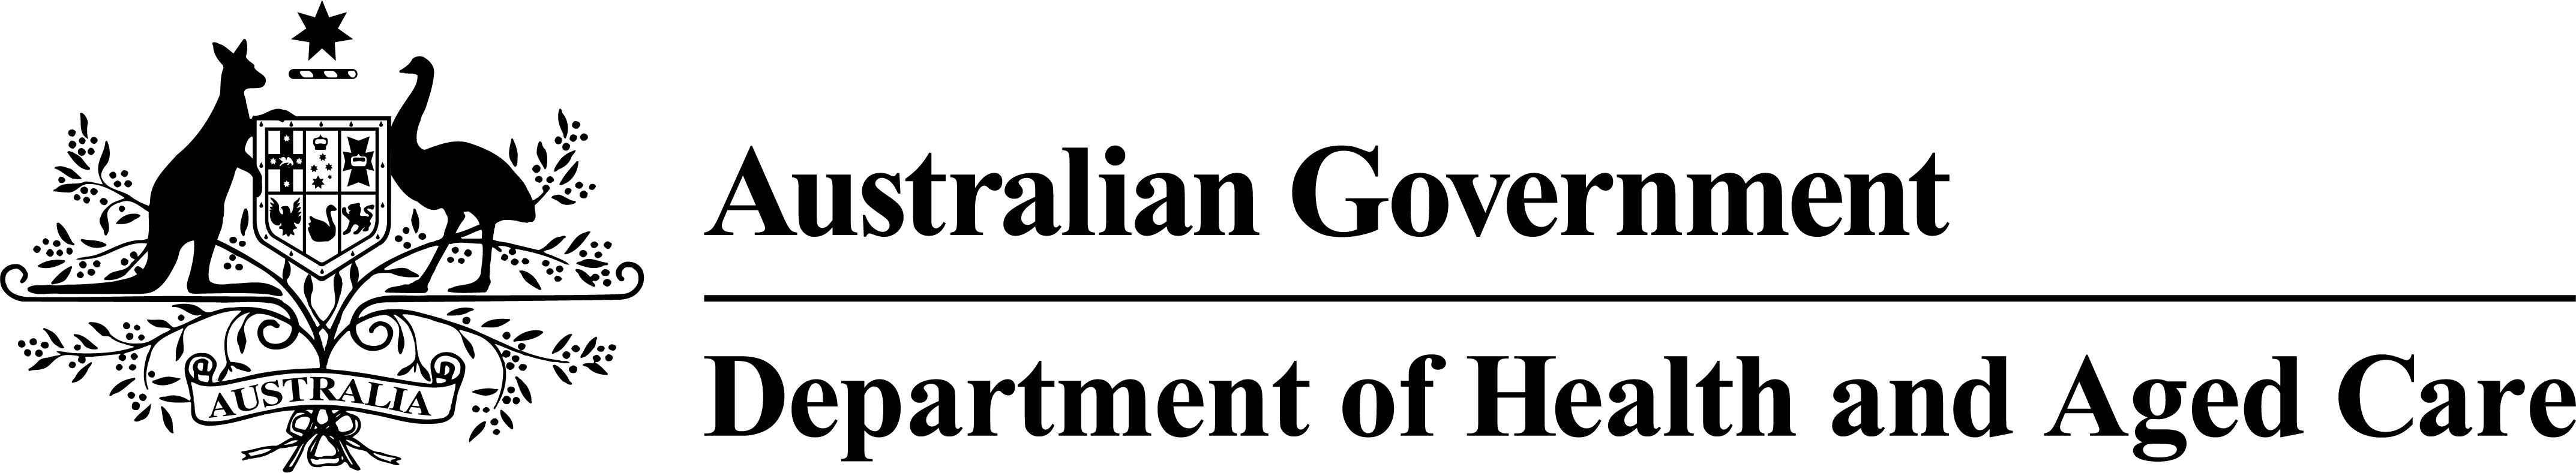 AUSTRALIA
Australian Government
Department of Health and Aged Care